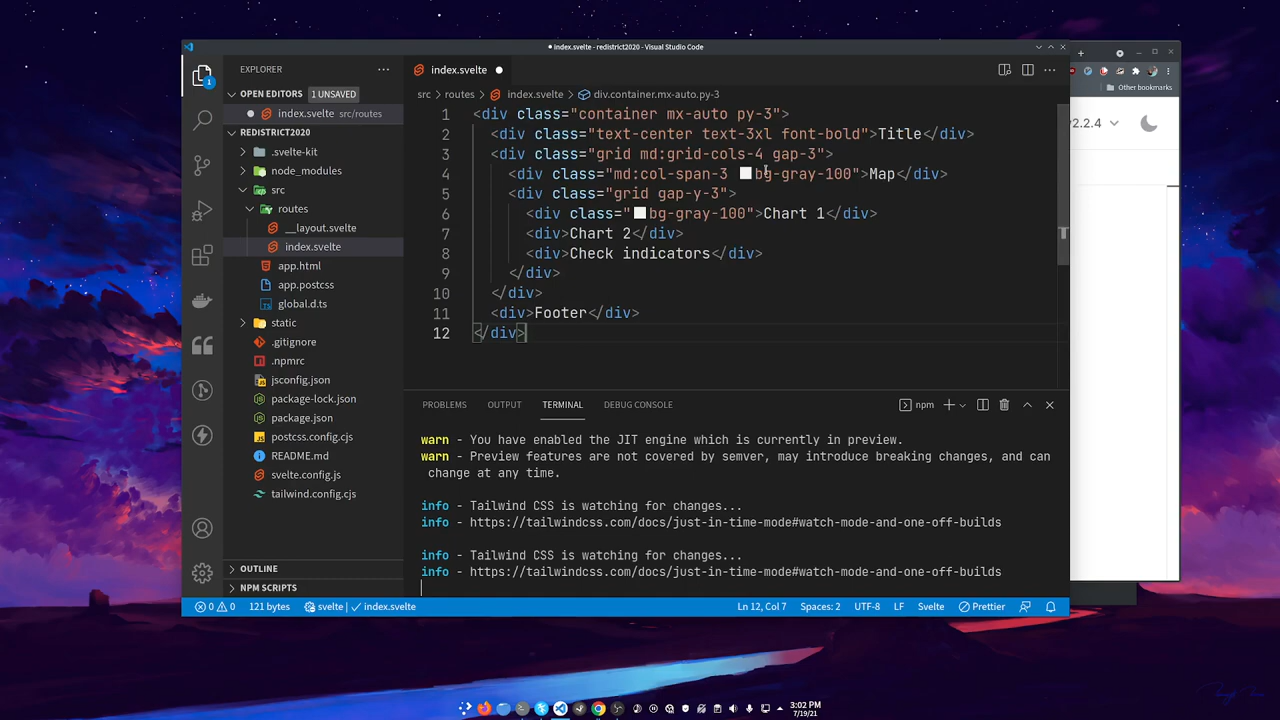 index.svelte - redistrict2020 - Visual Studio Code
EXPLORER
index.svelte
OPEN EDITORS 1 UNSAVED
index.svelte src/routes
REDISTRICT2020
.svelte-kit
node_modules
src
routes
__layout.svelte
index.svelte
app.html
app.postcss
global.d.ts
static
.gitignore
.npmrc
jsconfig.json
package-lock.json
package.json
postcss.config.cjs
README.md
svelte.config.js
tailwind.config.cjs
OUTLINE
NPM SCRIPTS
1
src > routes > index.svelte > div.container.mx-auto.py-3
1 <div class="container mx-auto py-3">
2 <div class="text-center text-3xl font-bold">Title</div>
3 <div class="grid md:grid-cols-4 gap-3">
4 <div class="md:col-span-3 bg-gray-100">Map</div>
5 <div class="grid gap-y-3">
6 <div class="bg-gray-100">Chart 1</div>
7 <div>Chart 2</div>
8 <div>Check indicators</div>
9 </div>
10 </div>
11 <div>Footer</div>
12 </div>
PROBLEMS OUTPUT TERMINAL DEBUG CONSOLE
npm
warn - You have enabled the JIT engine which is currently in preview.
warn - Preview features are not covered by semver, may introduce breaking changes, and can
change at any time.
info - Tailwind CSS is watching for changes...
info - https://tailwindcss.com/docs/just-in-time-mode#watch-mode-and-one-off-builds
info - Tailwind CSS is watching for changes...
info - https://tailwindcss.com/docs/just-in-time-mode#watch-mode-and-one-off-builds
0 0 121 bytes svelte index.svelte Ln 12, Col 7 Spaces: 2 UTF-8 LF Svelte Prettier
Other bookmarks
2.2.4
3:02 PM
7/19/21